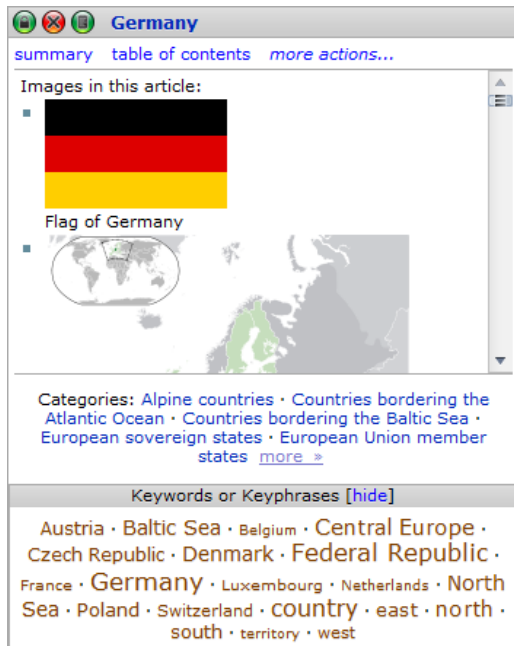 Germany
summary table of contents more actions...
Images in this article:
Flag of Germany
Categories: Alpine countries · Countries bordering the
Atlantic Ocean · Countries bordering the Baltic Sea ·
European sovereign states · European Union member
states more »
Keywords or Keyphrases [hide]
Austria · Baltic Sea · Belgium · Central Europe ·
Czech Republic · Denmark · Federal Republic ·
France · Germany · Luxembourg · Netherlands · North
Sea · Poland · Switzerland · country · east · north ·
south · territory · west